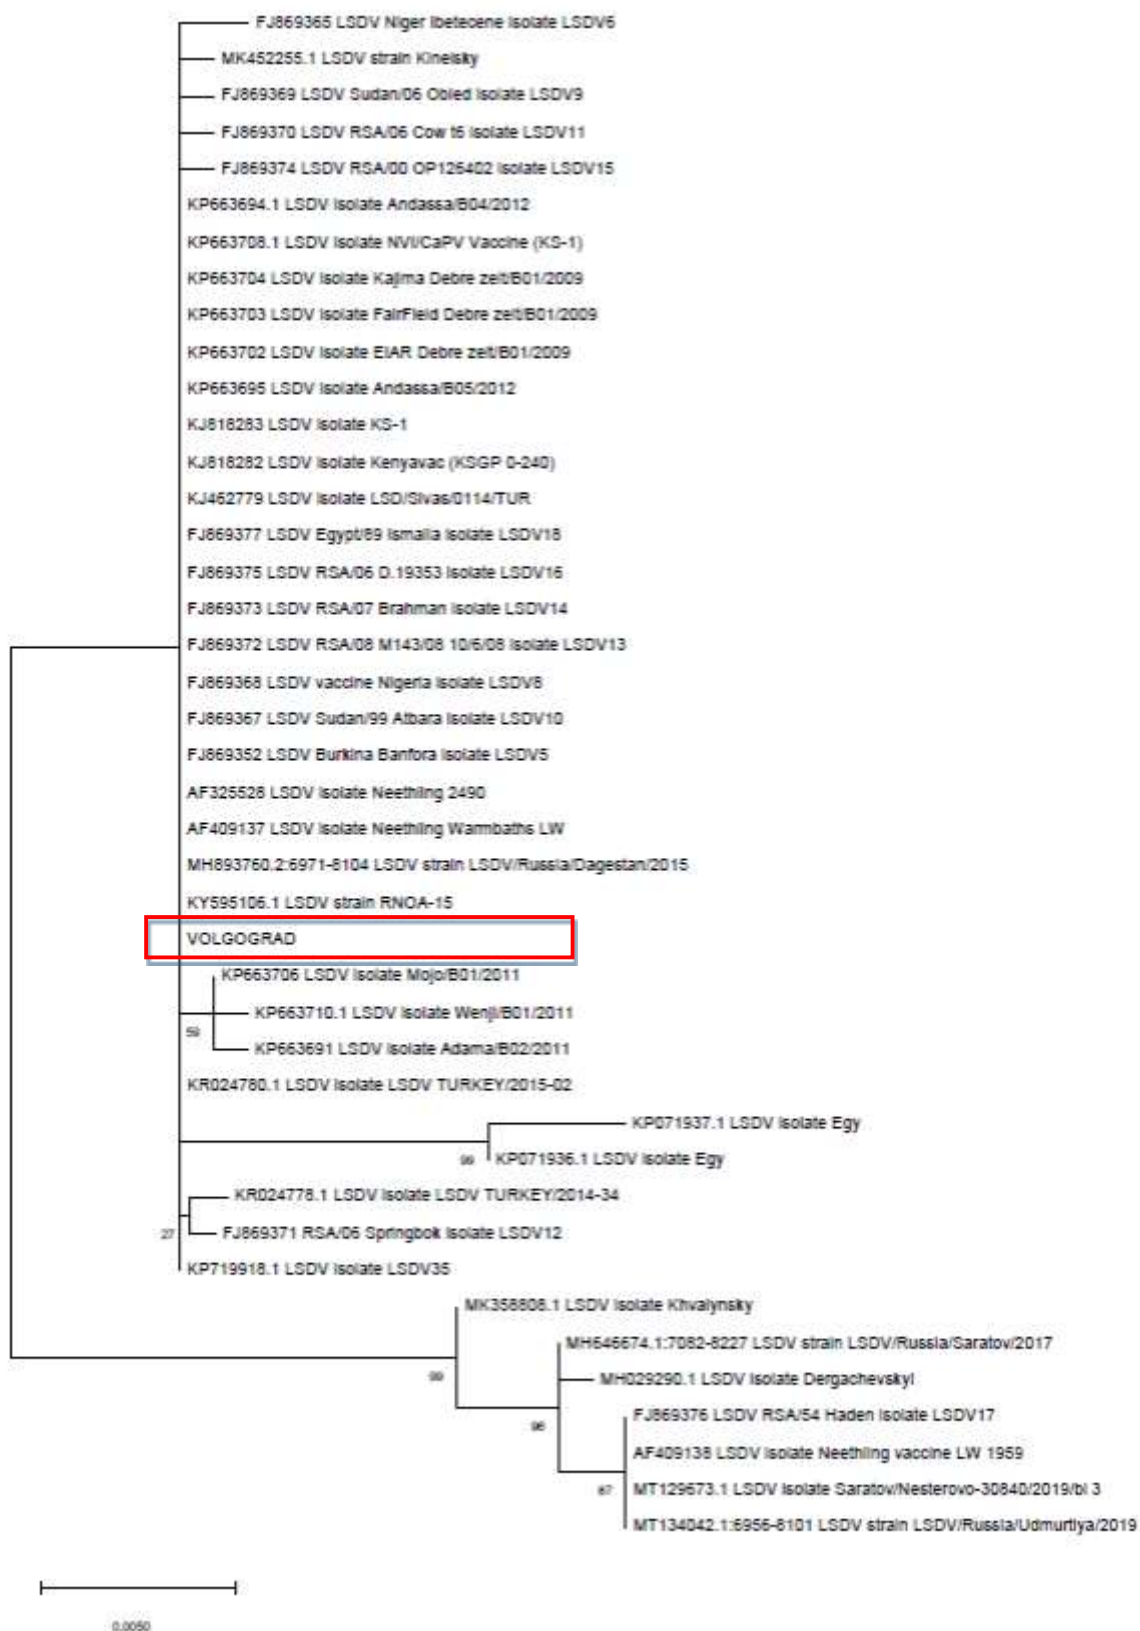 FJ869365 LSDV Niger Ibetecene isolate LSDV6
MK452255.1 LSDV strain Kinelsky
FJ869369 LSDV Sudan/06 Obied isolate LSDV9
FJ869370 LSDV RSA/06 Cow t6 isolate LSDV11
FJ869374 LSDV RSA/00 OP126402 isolate LSDV15
KP663694.1 LSDV isolate Andassa/B04/2012
KP663708.1 LSDV isolate NVI/CaPV Vaccine (KS-1)
KP663704 LSDV isolate Kajima Debre zeit/B01/2009
KP663703 LSDV isolate FairField Debre zeit/B01/2009
KP663702 LSDV isolate EIAR Debre zeit/B01/2009
KP663695 LSDV isolate Andassa/B05/2012
KJ818283 LSDV isolate KS-1
KJ818282 LSDV isolate Kenyavac (KSGP 0-240)
KJ462779 LSDV isolate LSD/Sivas/0114/TUR
FJ869377 LSDV Egypt/89 Ismalia isolate LSDV18
FJ869375 LSDV RSA/06 D.19353 isolate LSDV16
FJ869373 LSDV RSA/07 Brahman isolate LSDV14
FJ869372 LSDV RSA/08 M143/08 10/6/08 isolate LSDV13
FJ869368 LSDV vaccine Nigeria isolate LSDV8
FJ869367 LSDV Sudan/99 Atbara isolate LSDV10
FJ869352 LSDV Burkina Banfora isolate LSDV5
AF325528 LSDV isolate Neethling 2490
AF409137 LSDV isolate Neethling Warmbaths LW
MH893760.2:6971-8104 LSDV strain LSDV/Russia/Dagestan/2015
KY595106.1 LSDV strain RNOA-15
VOLGOGRAD
KP663706 LSDV isolate Mojo/B01/2011
KP663710.1 LSDV isolate Wenji/B01/2011
59
KP663691 LSDV isolate Adama/B02/2011
KR024780.1 LSDV isolate LSDV TURKEY/2015-02
KP071937.1 LSDV isolate Egy
99 KP071936.1 LSDV isolate Egy
KR024778.1 LSDV isolate LSDV TURKEY/2014-34
27 FJ869371 RSA/06 Springbok isolate LSDV12
KP719918.1 LSDV isolate LSDV35
MK358808.1 LSDV isolate Khvalynsky
MH646674.1:7082-8227 LSDV strain LSDV/Russia/Saratov/2017
99 MH029290.1 LSDV isolate Dergachevskyi
FJ869376 LSDV RSA/54 Haden isolate LSDV17
96
AF409138 LSDV isolate Neethling vaccine LW 1959
67 MT129673.1 LSDV isolate Saratov/Nesterovo-30840/2019/bl 3
MT134042.1:6956-8101 LSDV strain LSDV/Russia/Udmurtiya/2019
0.0050